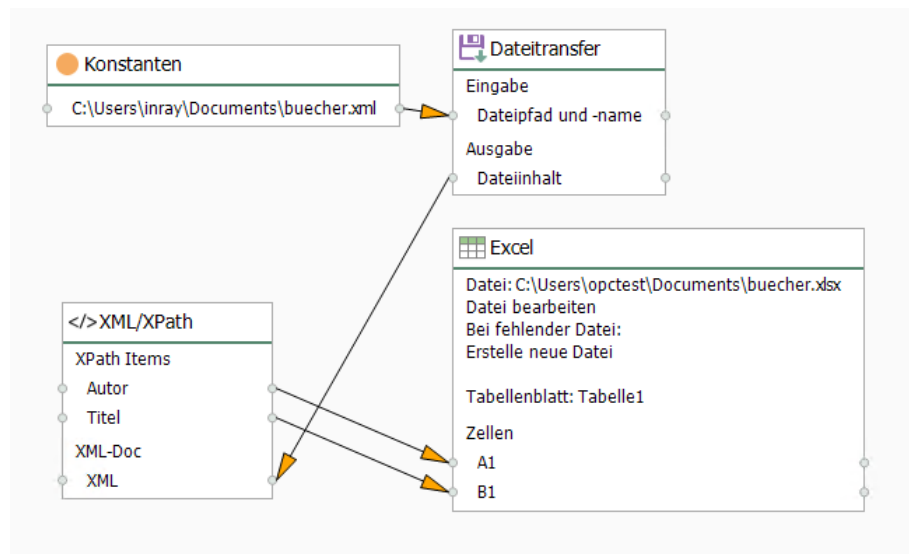 Konstanten
C:\Users\inray\Documents\buecher.xml
Dateitransfer
Eingabe
Dateipfad und -name
Ausgabe
Dateiinhalt
Excel
Datei: C:\Users\opctest\Documents\buecher.xlsx
Datei bearbeiten
Bei fehlender Datei:
Erstelle neue Datei
Tabellenblatt: Tabelle1
Zellen
A1
B1
</>XML/XPath
XPath Items
Autor
Titel
XML-Doc
XML